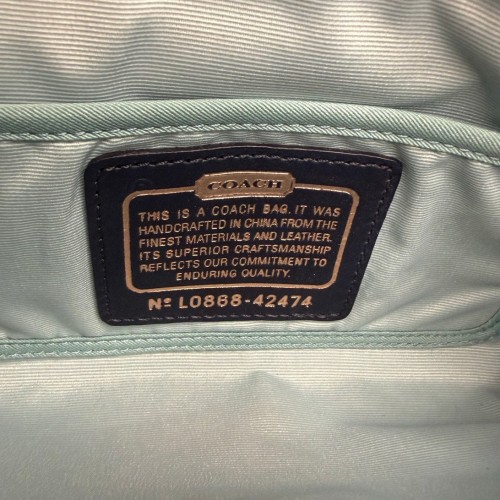 COACH
THIS IS A COACH BAG. IT WAS
HANDCRAFTED IN CHINA FROM THE
FINEST MATERIALS AND LEATHER.
ITS SUPERIOR CRAFTSMANSHIP
REFLECTS OUR COMMITMENT TO
ENDURING QUALITY.
Nº L0868-42474